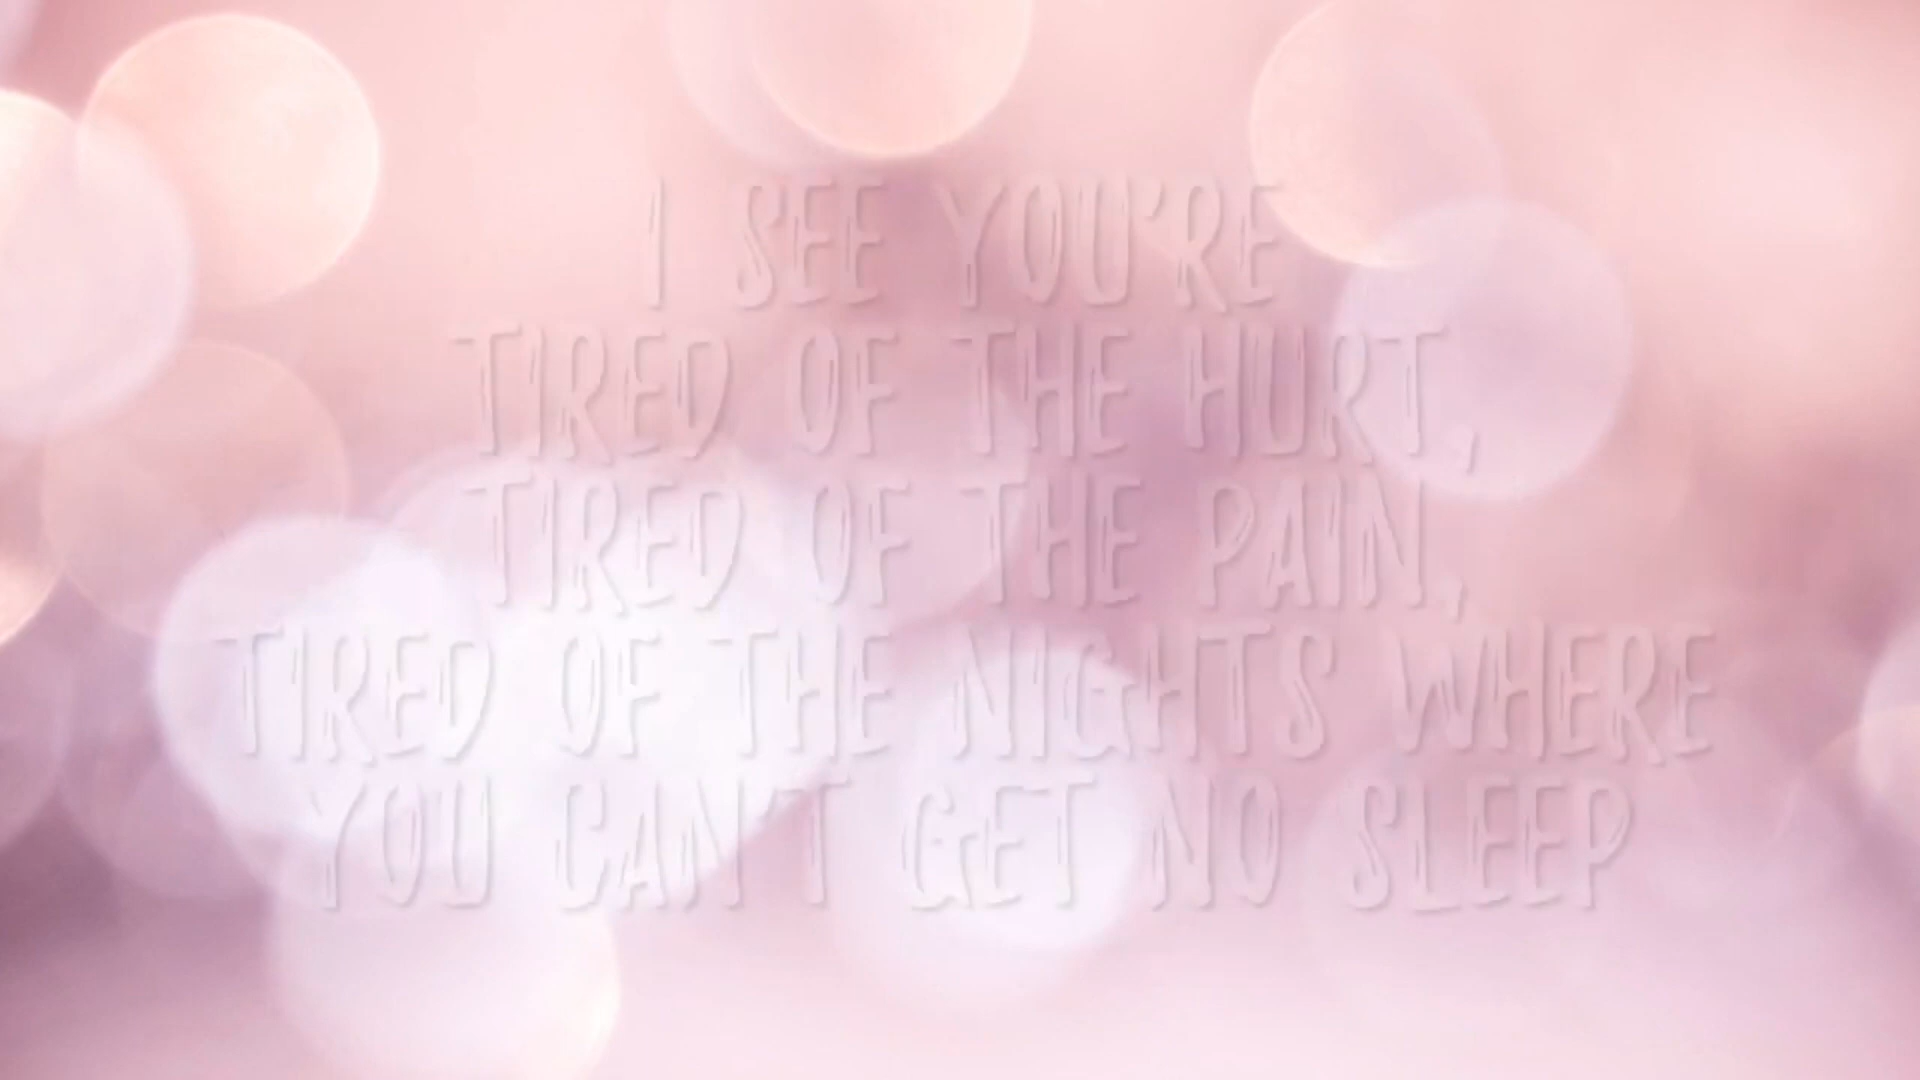 I SEE YOU'RE
TIRED OF THE HURT,
TIRED OF THE PAIN,
TIRED OF THE NIGHTS WHERE
YOU CAN'T GET NO SLEEP